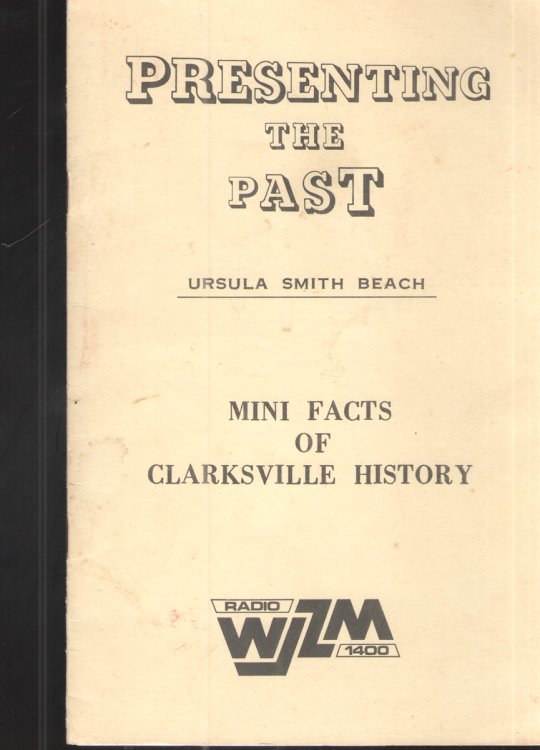 PRESENTING
THE
PAST
URSULA SMITH BEACH
MINI FACTS
OF
CLARKSVILLE HISTORY
RADIO
WJZM
1400